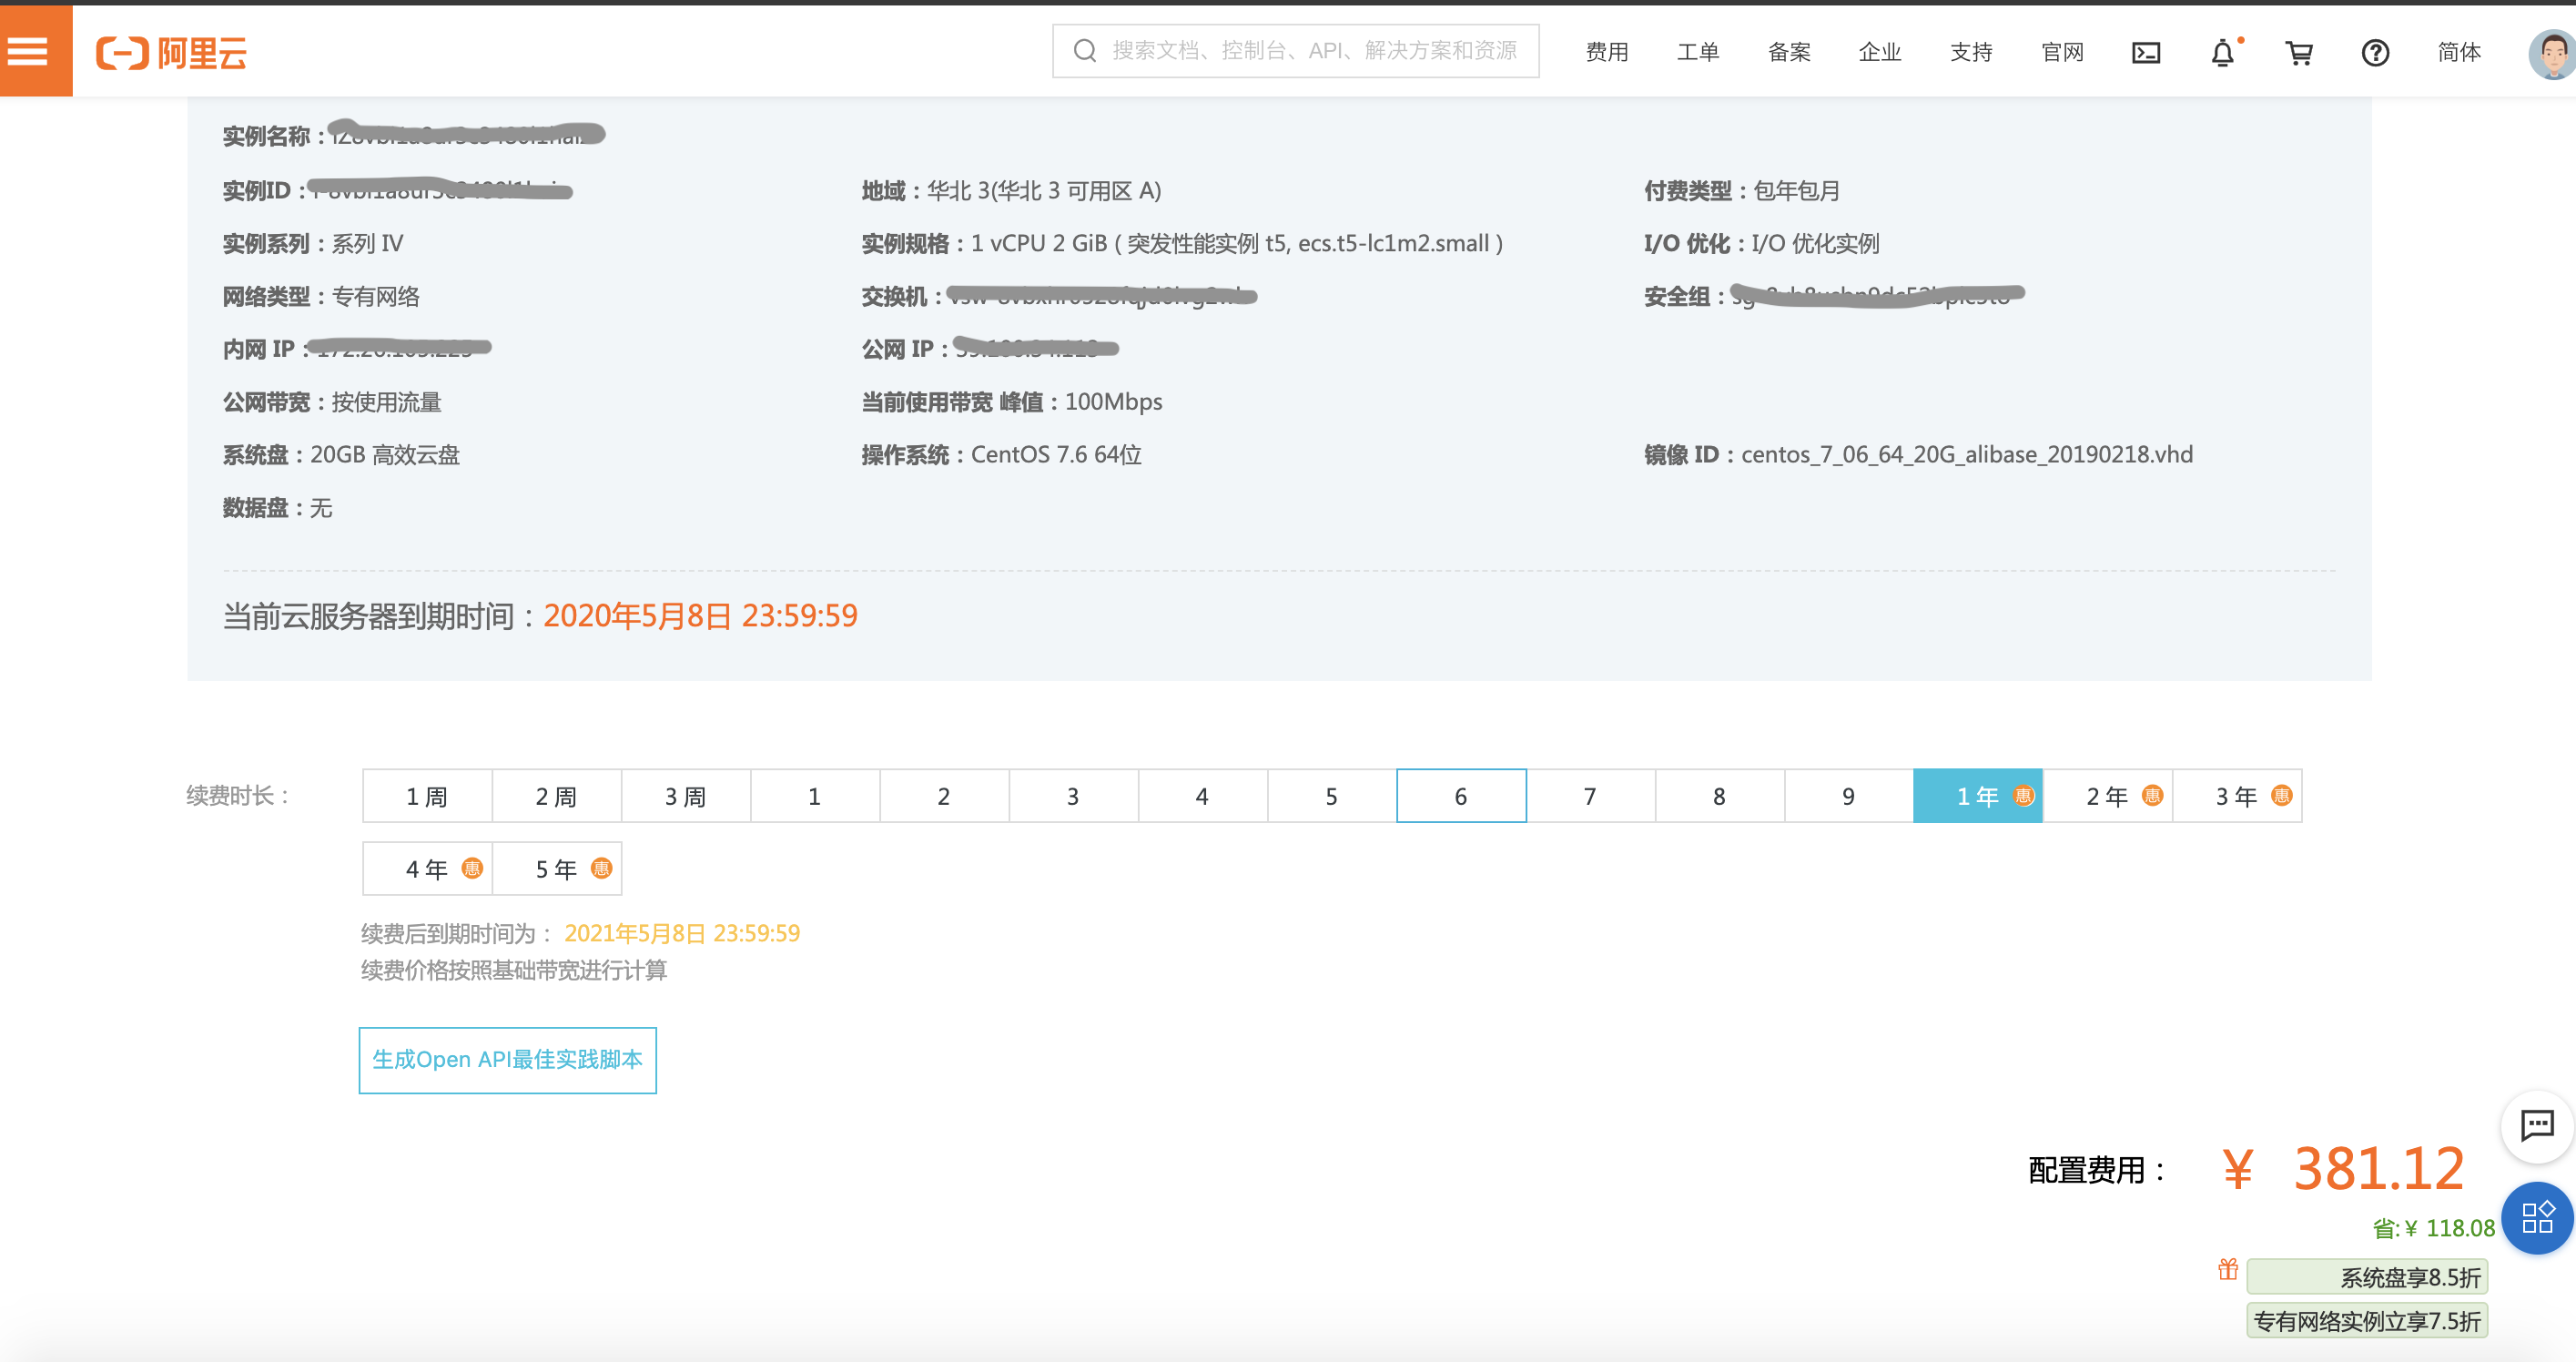 阿里云
搜索文档、控制台、API、解决方案和资源
费用 工单 备案 企业 支持 官网 简体
实例名称：
实例ID： 地域：华北 3(华北 3 可用区 A) 付费类型：包年包月
实例系列：系列 IV 实例规格：1 vCPU 2 GiB ( 突发性能实例 t5, ecs.t5-lc1m2.small ) I/O 优化：I/O 优化实例
网络类型：专有网络 交换机： 安全组：
内网 IP： 公网 IP：
公网带宽：按使用流量 当前使用带宽 峰值：100Mbps
系统盘：20GB 高效云盘 操作系统：CentOS 7.6 64位 镜像 ID：centos_7_06_64_20G_alibase_20190218.vhd
数据盘：无
当前云服务器到期时间：2020年5月8日 23:59:59
续费时长： 1 周 2 周 3 周 1 2 3 4 5 6 7 8 9 1 年 惠 2 年 惠 3 年 惠
4 年 惠 5 年 惠
续费后到期时间为： 2021年5月8日 23:59:59
续费价格按照基础带宽进行计算
生成Open API最佳实践脚本
配置费用： ¥ 381.12
省:¥ 118.08
系统盘享8.5折
专有网络实例立享7.5折